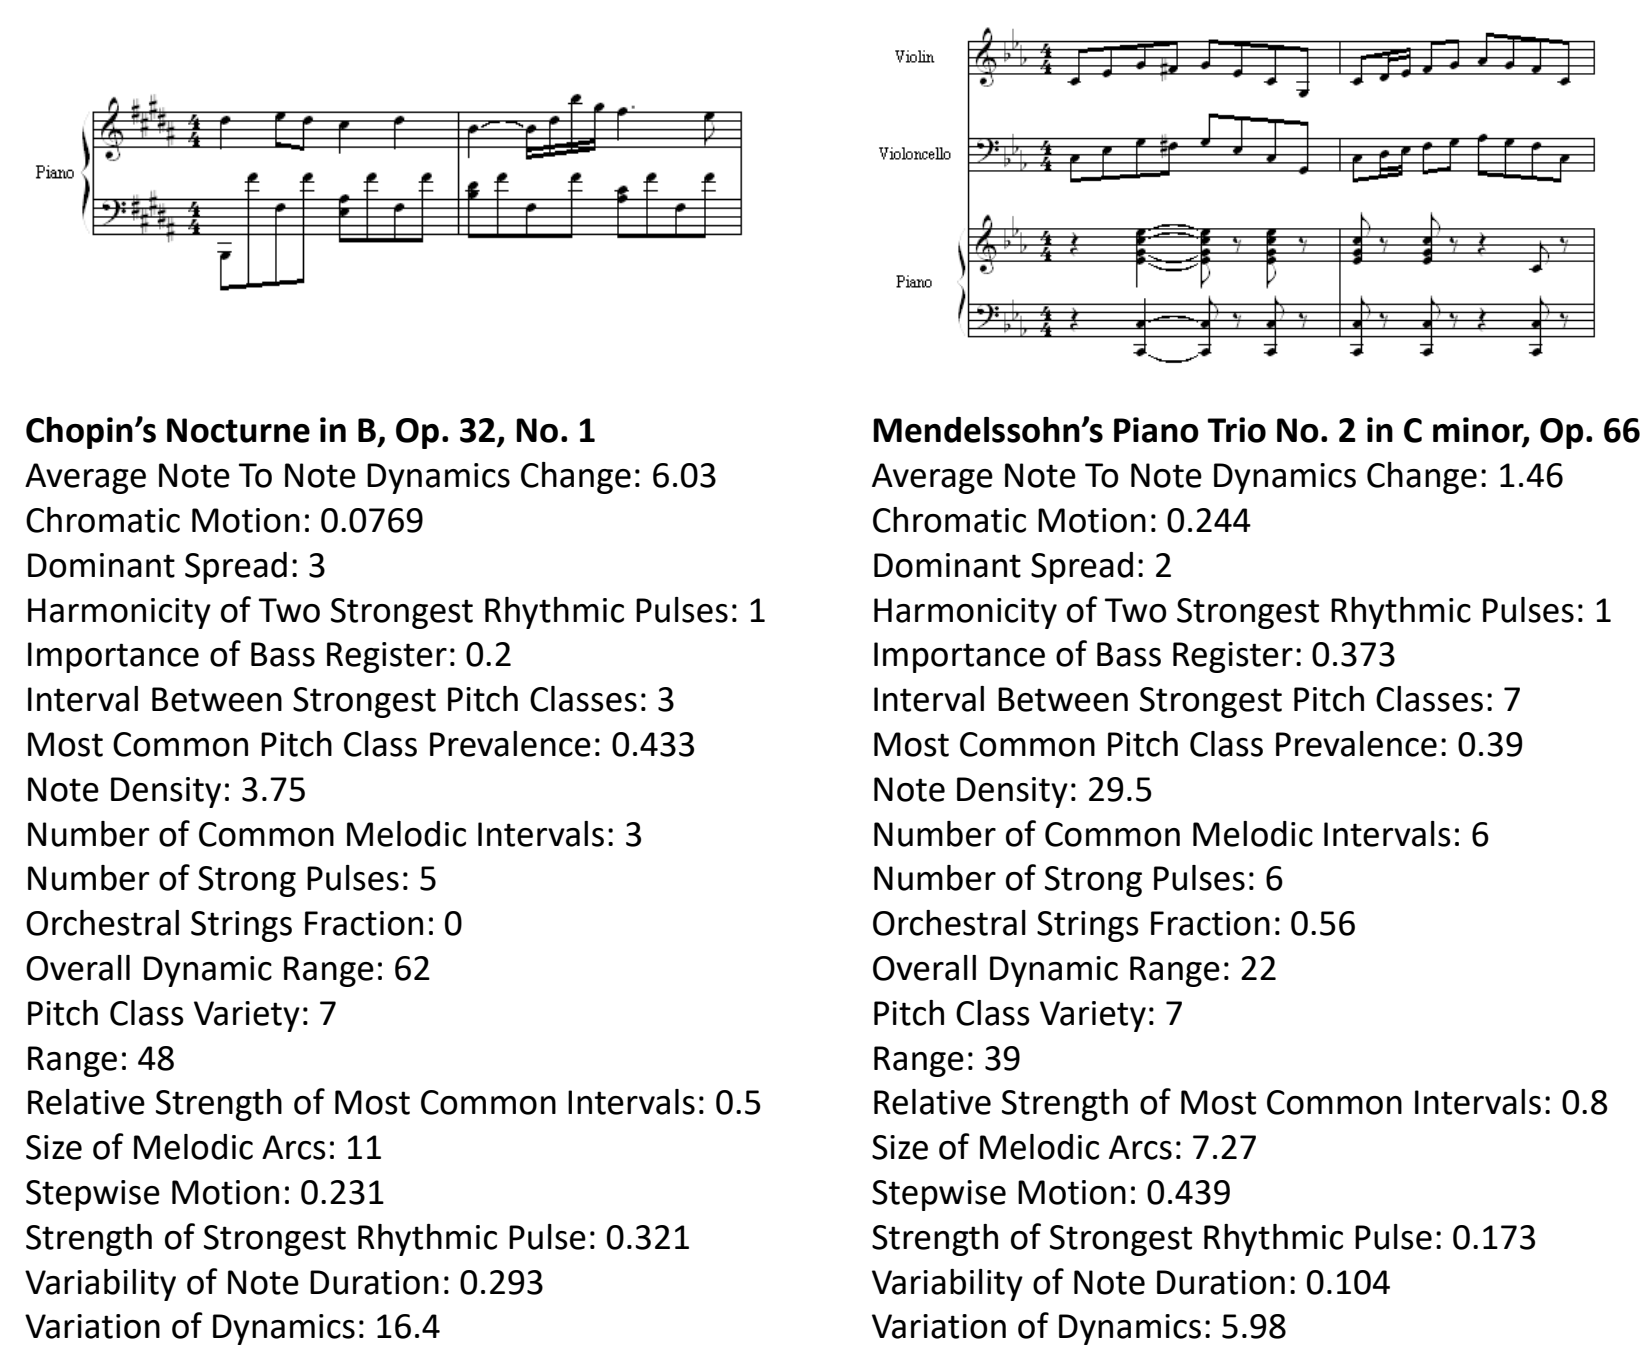 Piano
Violin
Violoncello
Piano
Chopin’s Nocturne in B, Op. 32, No. 1
Average Note To Note Dynamics Change: 6.03
Chromatic Motion: 0.0769
Dominant Spread: 3
Harmonicity of Two Strongest Rhythmic Pulses: 1
Importance of Bass Register: 0.2
Interval Between Strongest Pitch Classes: 3
Most Common Pitch Class Prevalence: 0.433
Note Density: 3.75
Number of Common Melodic Intervals: 3
Number of Strong Pulses: 5
Orchestral Strings Fraction: 0
Overall Dynamic Range: 62
Pitch Class Variety: 7
Range: 48
Relative Strength of Most Common Intervals: 0.5
Size of Melodic Arcs: 11
Stepwise Motion: 0.231
Strength of Strongest Rhythmic Pulse: 0.321
Variability of Note Duration: 0.293
Variation of Dynamics: 16.4
Mendelssohn’s Piano Trio No. 2 in C minor, Op. 66
Average Note To Note Dynamics Change: 1.46
Chromatic Motion: 0.244
Dominant Spread: 2
Harmonicity of Two Strongest Rhythmic Pulses: 1
Importance of Bass Register: 0.373
Interval Between Strongest Pitch Classes: 7
Most Common Pitch Class Prevalence: 0.39
Note Density: 29.5
Number of Common Melodic Intervals: 6
Number of Strong Pulses: 6
Orchestral Strings Fraction: 0.56
Overall Dynamic Range: 22
Pitch Class Variety: 7
Range: 39
Relative Strength of Most Common Intervals: 0.8
Size of Melodic Arcs: 7.27
Stepwise Motion: 0.439
Strength of Strongest Rhythmic Pulse: 0.173
Variability of Note Duration: 0.104
Variation of Dynamics: 5.98